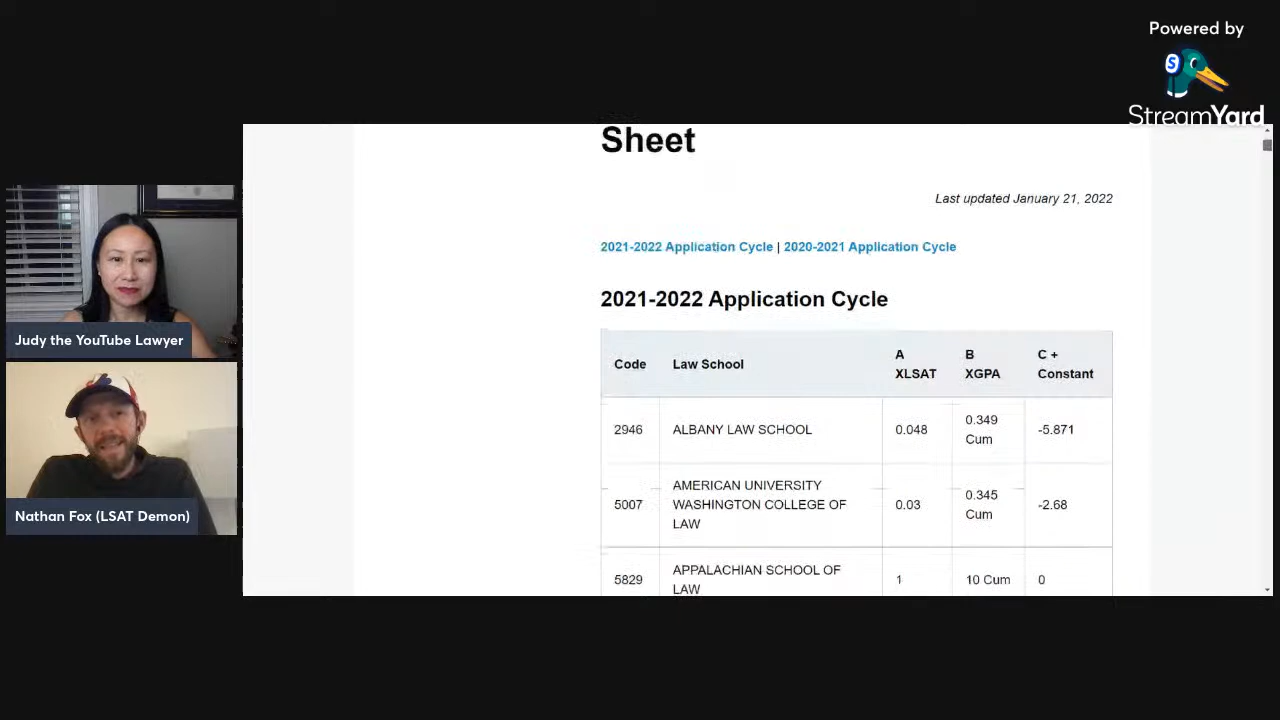 Powered by
StreamYard
Sheet
Last updated January 21, 2022
2021-2022 Application Cycle | 2020-2021 Application Cycle
2021-2022 Application Cycle
Code Law School A XLSAT B XGPA C + Constant
2946 ALBANY LAW SCHOOL 0.048 0.349 Cum -5.871
5007 AMERICAN UNIVERSITY WASHINGTON COLLEGE OF LAW 0.03 0.345 Cum -2.68
5829 APPALACHIAN SCHOOL OF LAW 1 10 Cum 0
Judy the YouTube Lawyer
Nathan Fox (LSAT Demon)
S